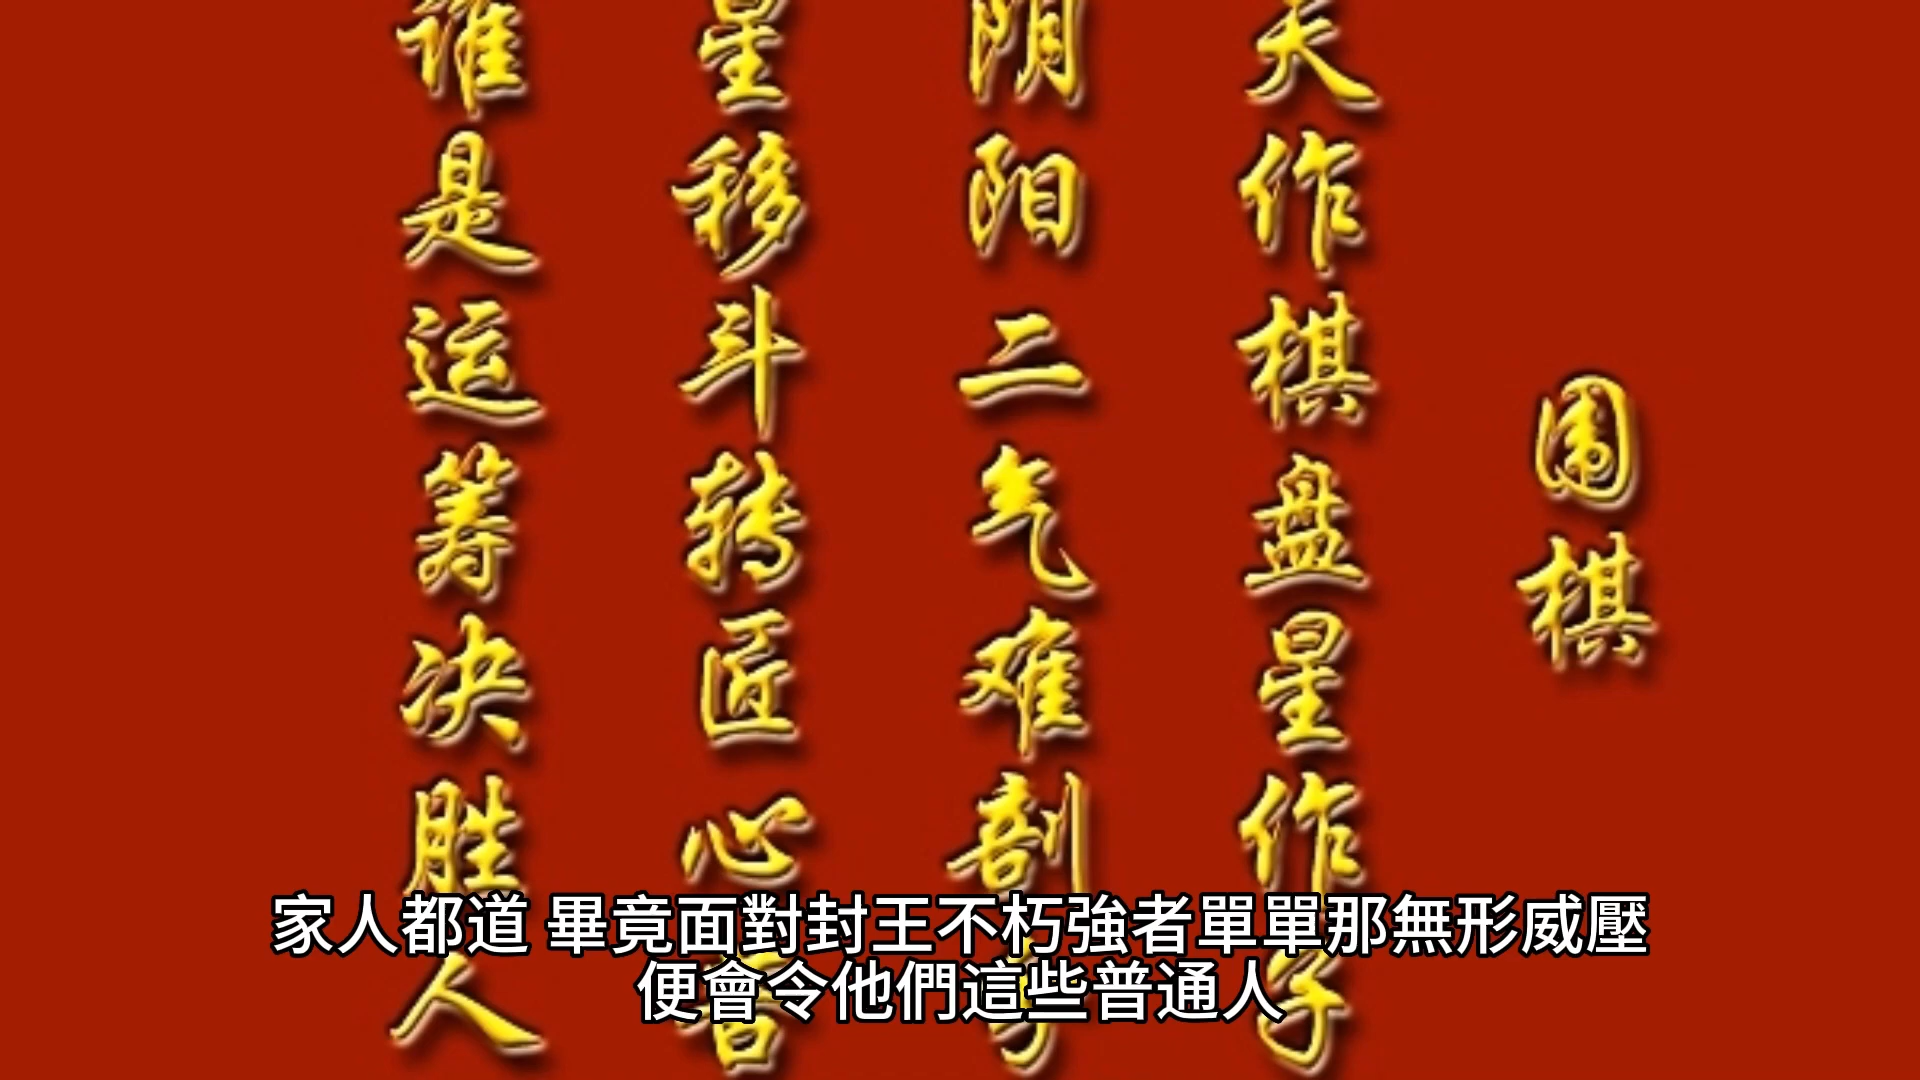 围棋
天作棋盘星作子
阴阳二气难剖
星移斗转匠心
谁是运筹决胜人
家人都道 畢竟面對封王不朽強者單單那無形威壓
便會令他們這些普通人